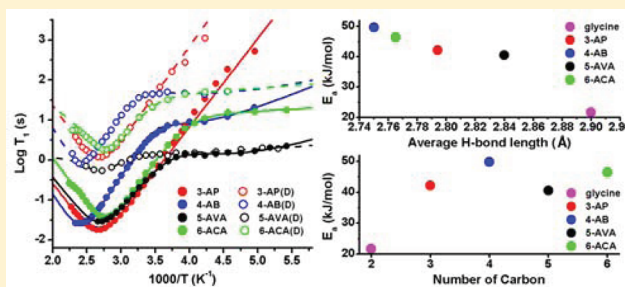 Log T1 (s)
3
2
1
0
-1
-2
3-AP 3-AP(D)
4-AB 4-AB(D)
5-AVA 5-AVA(D)
6-ACA 6-ACA(D)
2.0 2.5 3.0 3.5 4.0 4.5 5.0 5.5
1000/T (K-1)
Ea (kJ/mol)
50
40
30
20
glycine
3-AP
4-AB
5-AVA
6-ACA
2.74 2.76 2.78 2.80 2.82 2.84 2.86 2.88 2.90
Average H-bond length (Å)
Ea (kJ/mol)
50
40
30
20
glycine
3-AP
4-AB
5-AVA
6-ACA
2 3 4 5 6
Number of Carbon